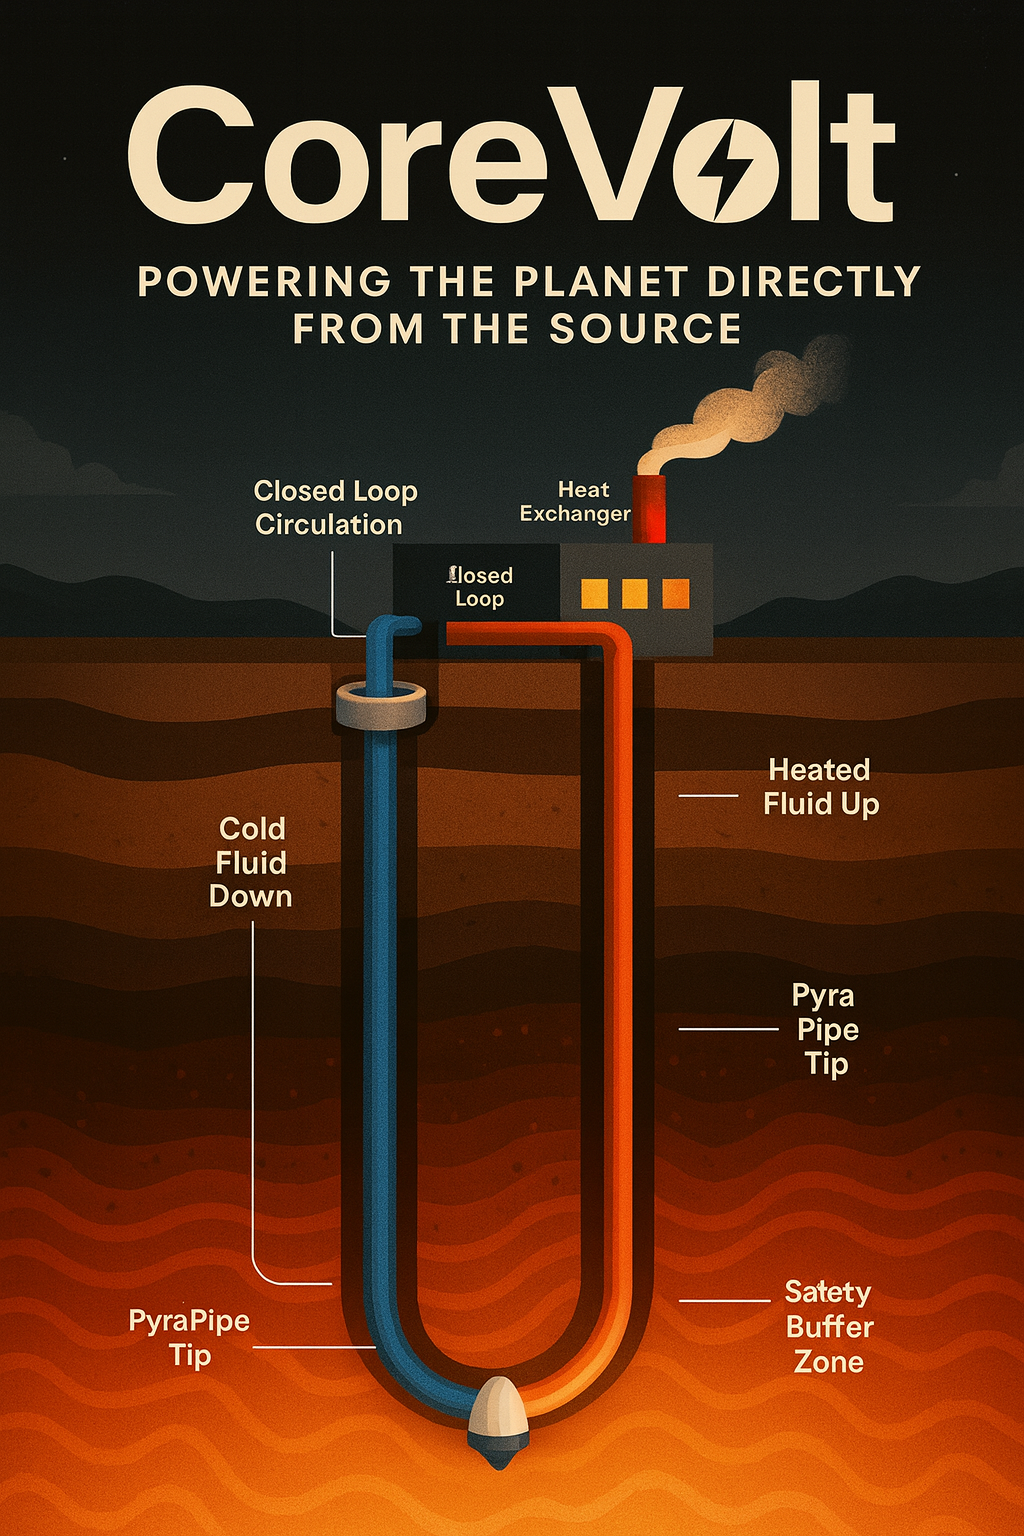 CoreVolt
POWERING THE PLANET DIRECTLY
FROM THE SOURCE
Closed Loop
Circulation
Heat
Exchanger
Loop
Heated
Fluid Up
Cold
Fluid
Down
Pyra
Pipe
Tip
Satety
Buffer
Zone
PyraPipe
Tip